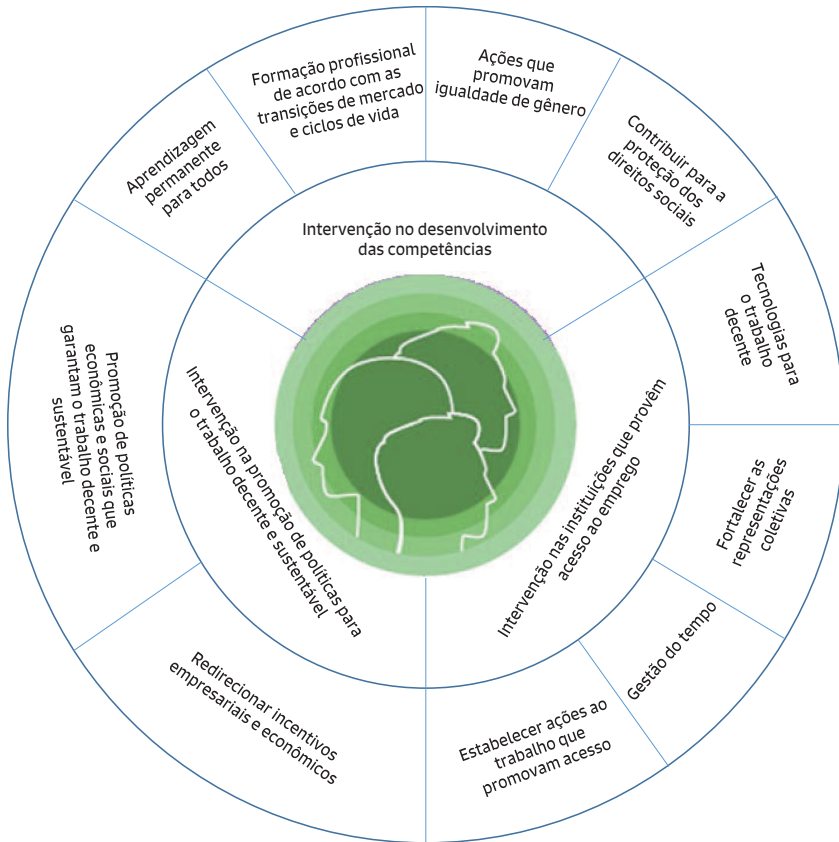 Formação profissional
de acordo com as
transições de mercado
e ciclos de vida
Ações que
promovam
igualdade de gênero
Contribuir para a
proteção dos
direitos sociais
Tecnologias para
o trabalho
decente
Fortalecer as
representações
coletivas
Gestão do tempo
Estabelecer ações ao
trabalho que
promovam acesso
Redirecionar incentivos
empresariais e econômicos
Promoção de políticas
econômicas e sociais que
garantam o trabalho decente e
sustentável
Aprendizagem
permanente
para todos
Intervenção no desenvolvimento
das competências
Intervenção nas instituições que provêm
acesso ao emprego
Intervenção na promoção de políticas para
o trabalho decente e sustentável